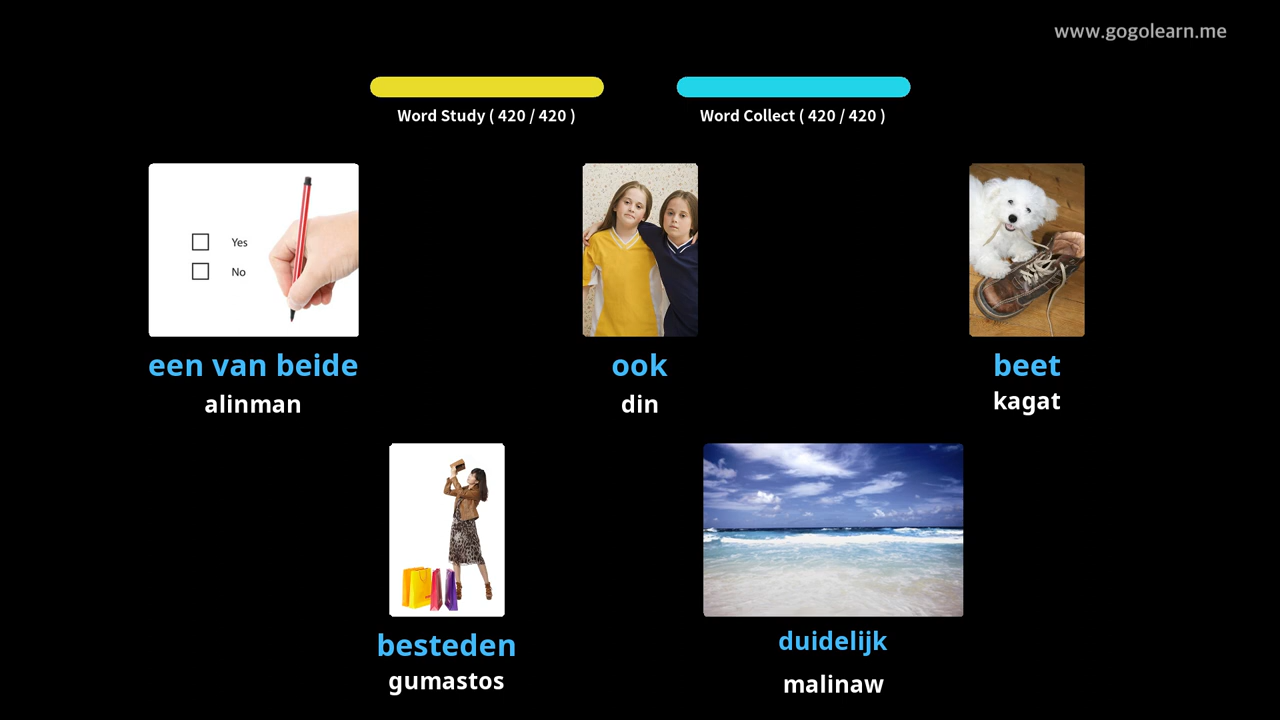 www.gogolearn.me
Word Study ( 420 / 420 )
Word Collect ( 420 / 420 )
Yes
No
een van beide
alinman
ook
din
beet
kagat
besteden
gumastos
duidelijk
malinaw